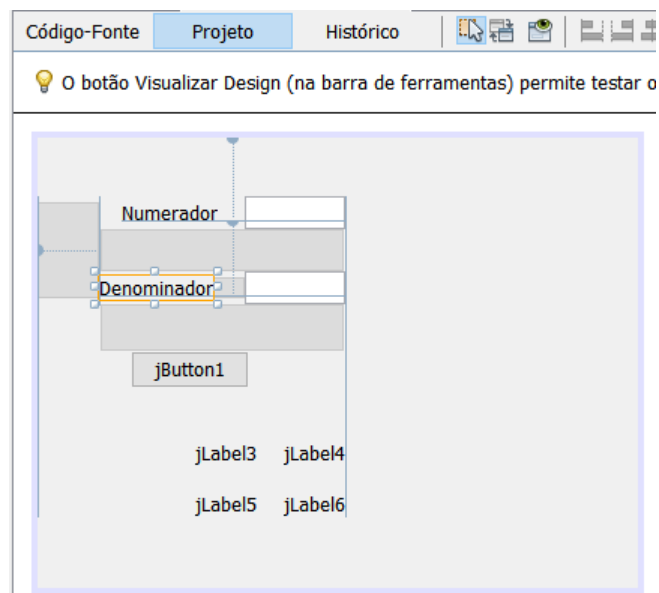 Código-Fonte Projeto Histórico
O botão Visualizar Design (na barra de ferramentas) permite testar o
Numerador
Denominador
jButton1
jLabel3 jLabel4
jLabel5 jLabel6